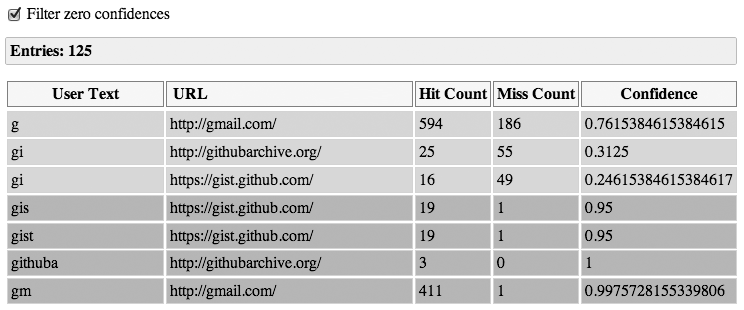 Filter zero confidences
Entries: 125
User Text URL Hit Count Miss Count Confidence
g http://gmail.com/ 594 186 0.7615384615384615
gi http://githubarchive.org/ 25 55 0.3125
gi https://gist.github.com/ 16 49 0.24615384615384617
gis https://gist.github.com/ 19 1 0.95
gist https://gist.github.com/ 19 1 0.95
githuba http://githubarchive.org/ 3 0 1
gm http://gmail.com/ 411 1 0.9975728155339806